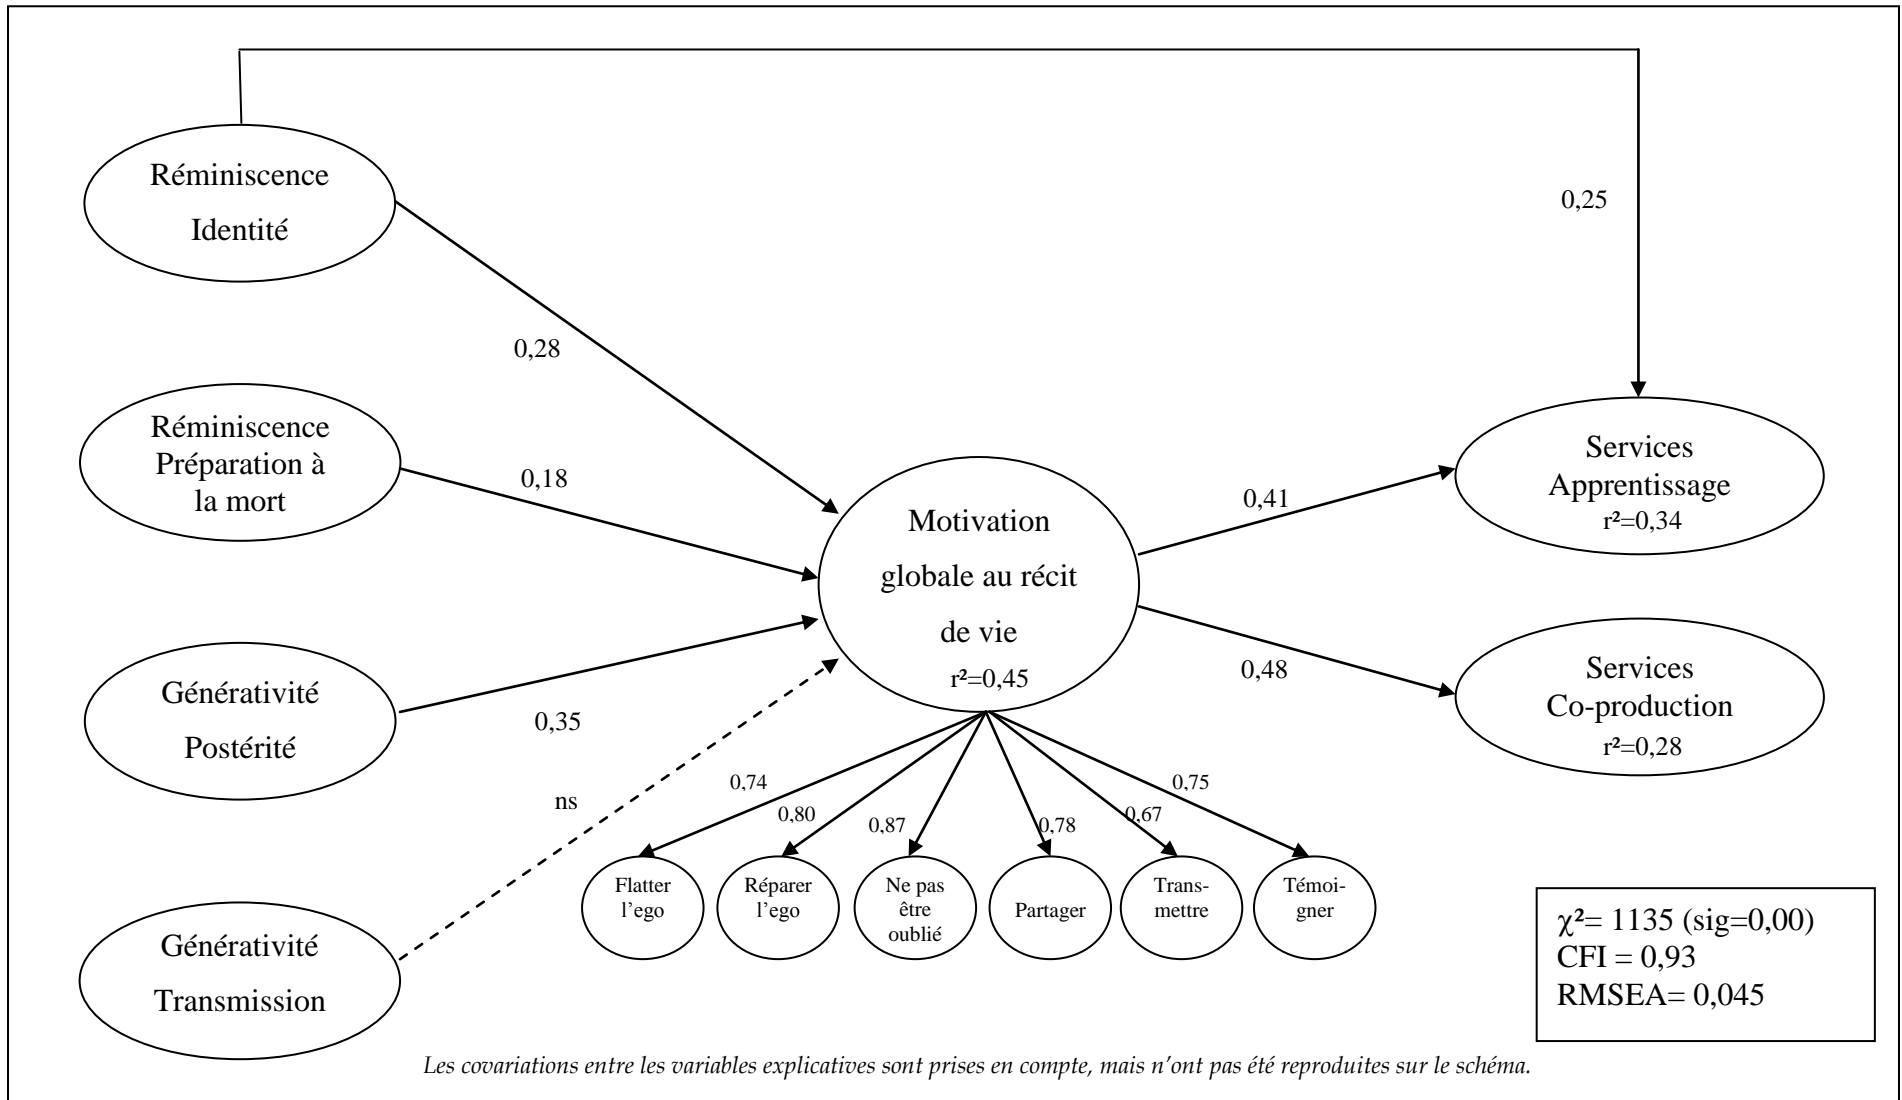 Réminiscence
Identité
0,25
0,28
Réminiscence
Préparation à
la mort
0,18
Motivation
globale au récit
de vie
r²=0,45
0,41
Services
Apprentissage
r²=0,34
Générativité
Postérité
0,35
0,48
Services
Co-production
r²=0,28
ns
0,74
0,80
0,87
0,78
0,67
0,75
Flatter
l’ego
Réparer
l’ego
Ne pas
être
oublié
Partager
Trans-
mettre
Témoi-
gner
Générativité
Transmission
χ²= 1135 (sig=0,00)
CFI = 0,93
RMSEA= 0,045
Les covariations entre les variables explicatives sont prises en compte, mais n’ont pas été reproduites sur le schéma.